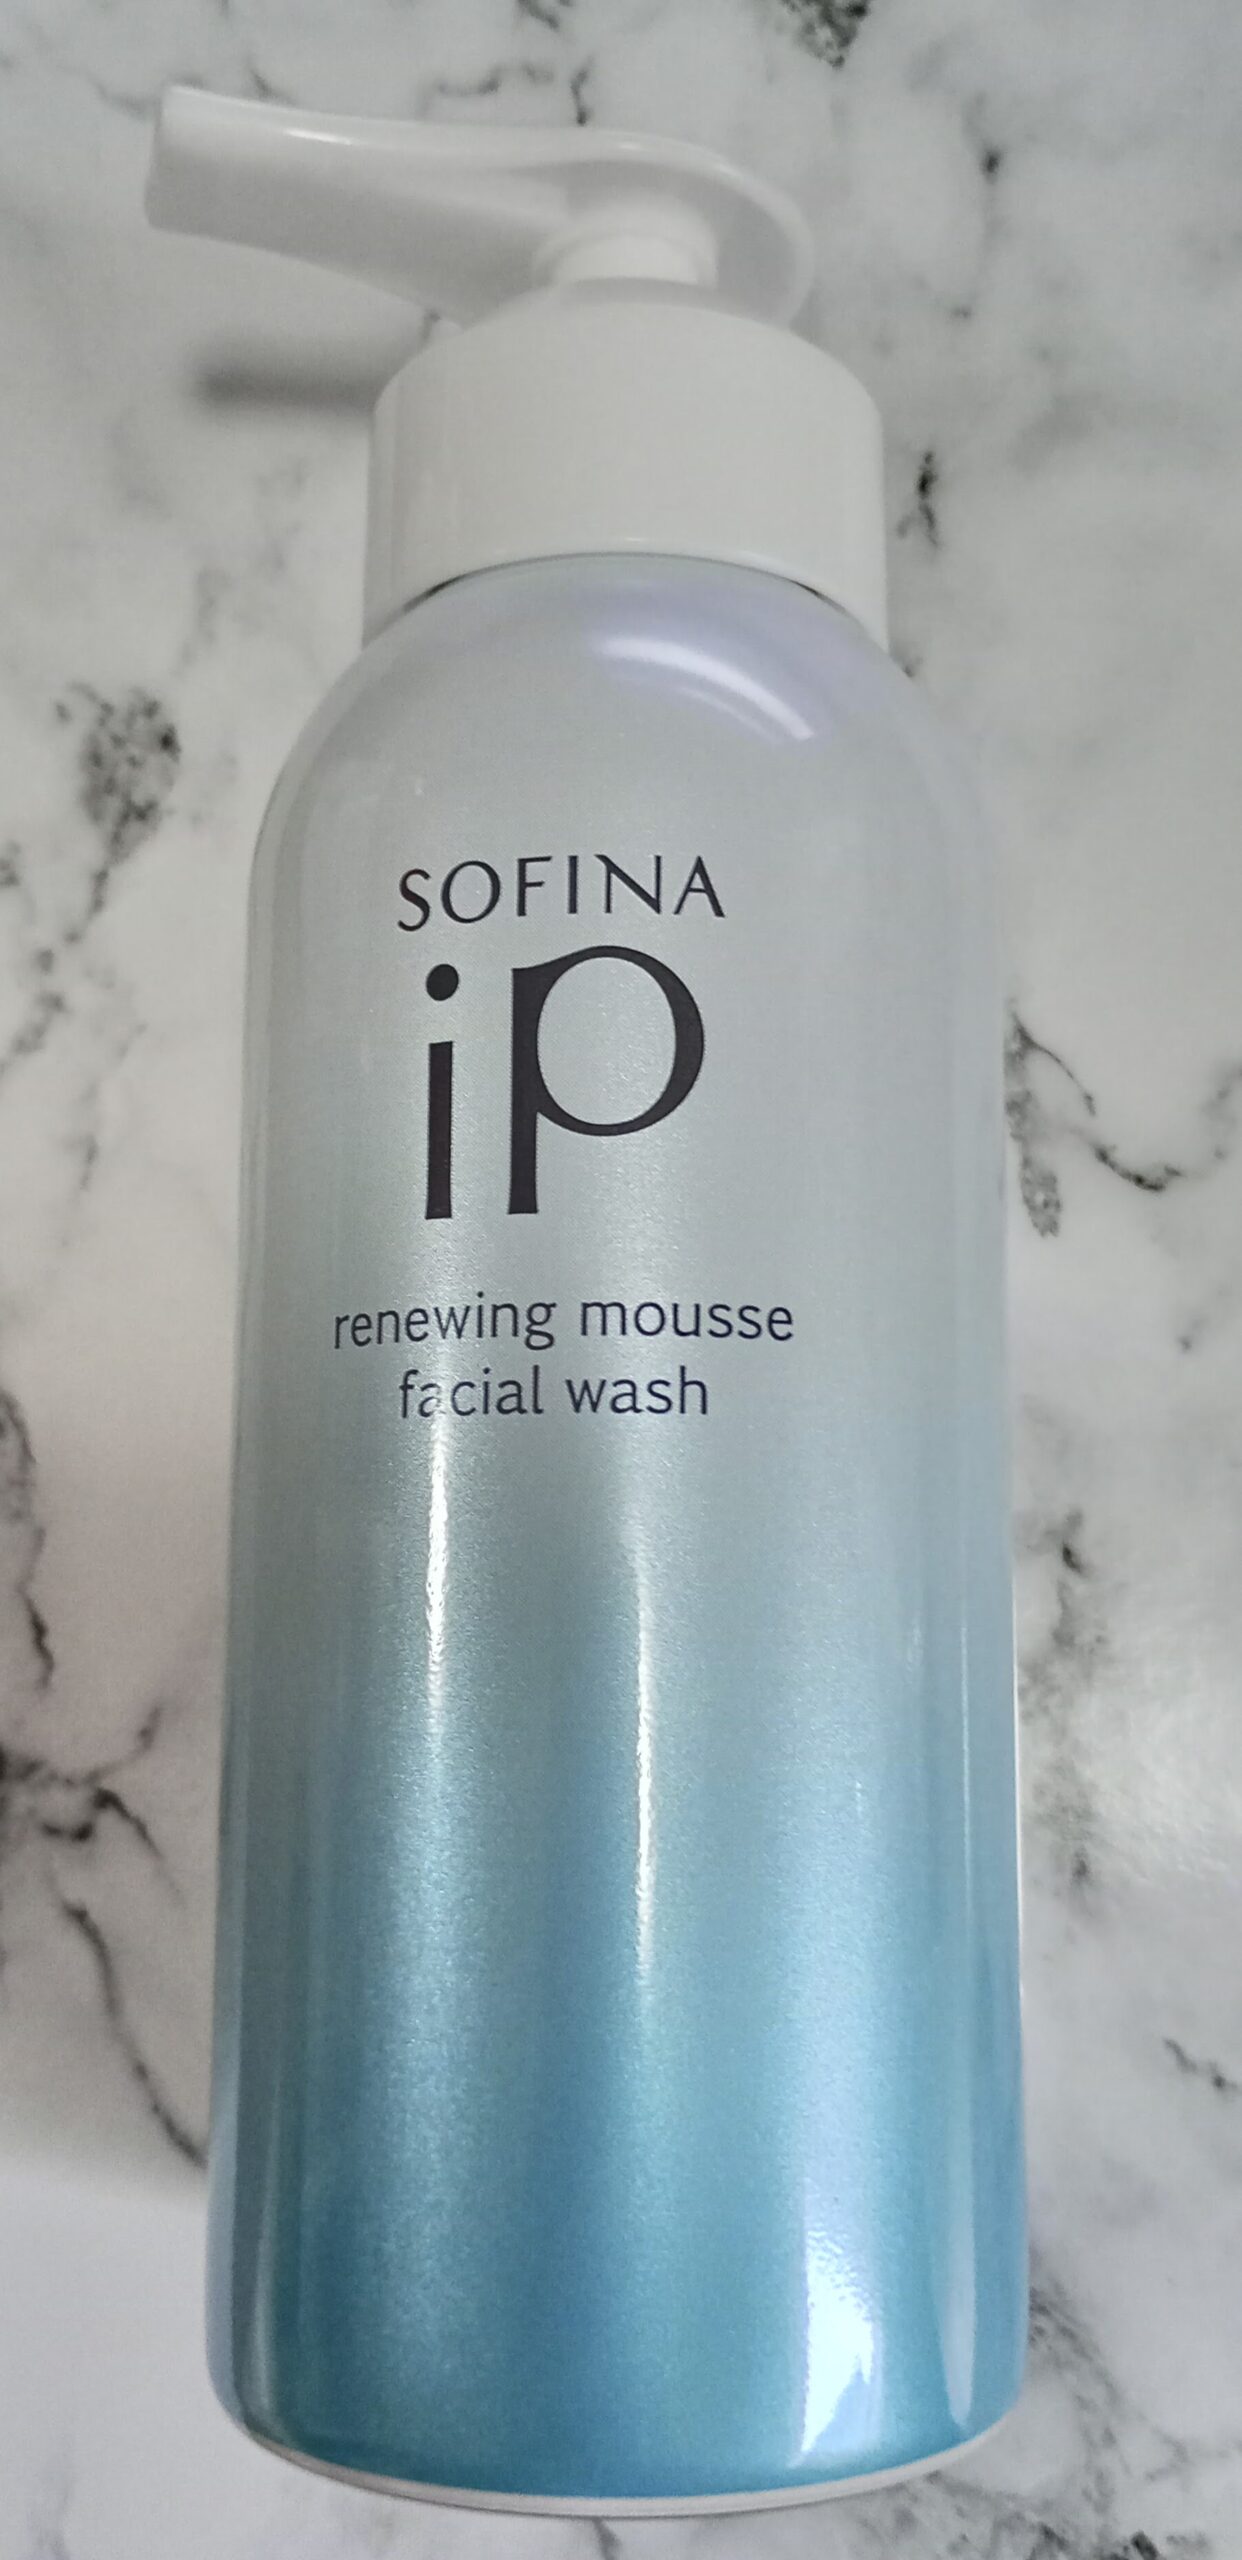 SOFINA
iP
renewing mousse
facial wash